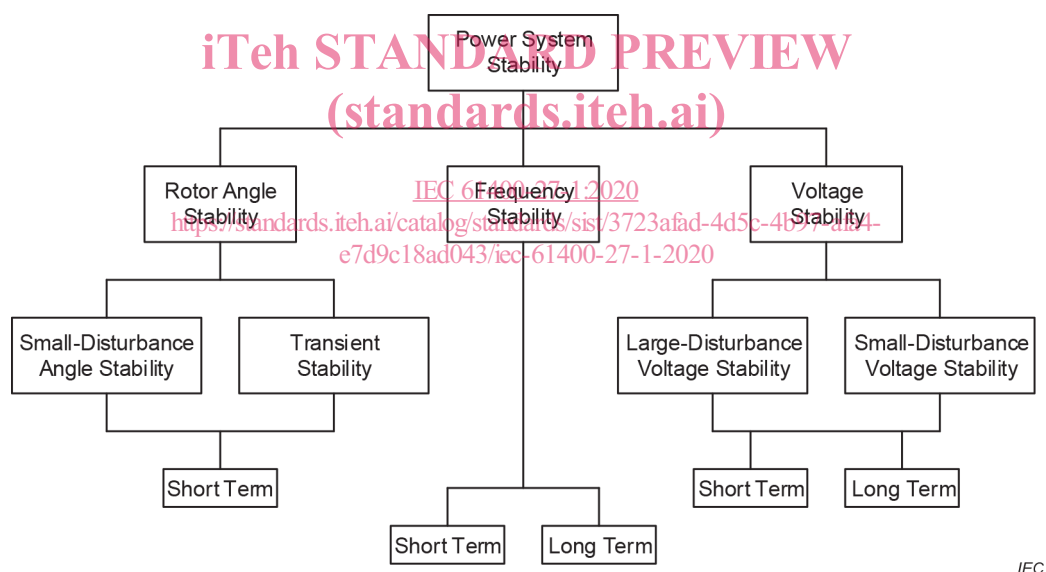 iTeh STANDARD PREVIEW
Power System
Stability
(standards.iteh.ai)
Rotor Angle
Stability
IEC 61400-27-1:2020
Frequency
Stability
Voltage
Stability
https://standards.iteh.ai/catalog/standards/sist/3723afad-4d5c-4b97-afa4-
e7d9c18ad043/iec-61400-27-1-2020
Small-Disturbance
Angle Stability
Transient
Stability
Large-Disturbance
Voltage Stability
Small-Disturbance
Voltage Stability
Short Term
Short Term
Long Term
Short Term
Long Term
IEC